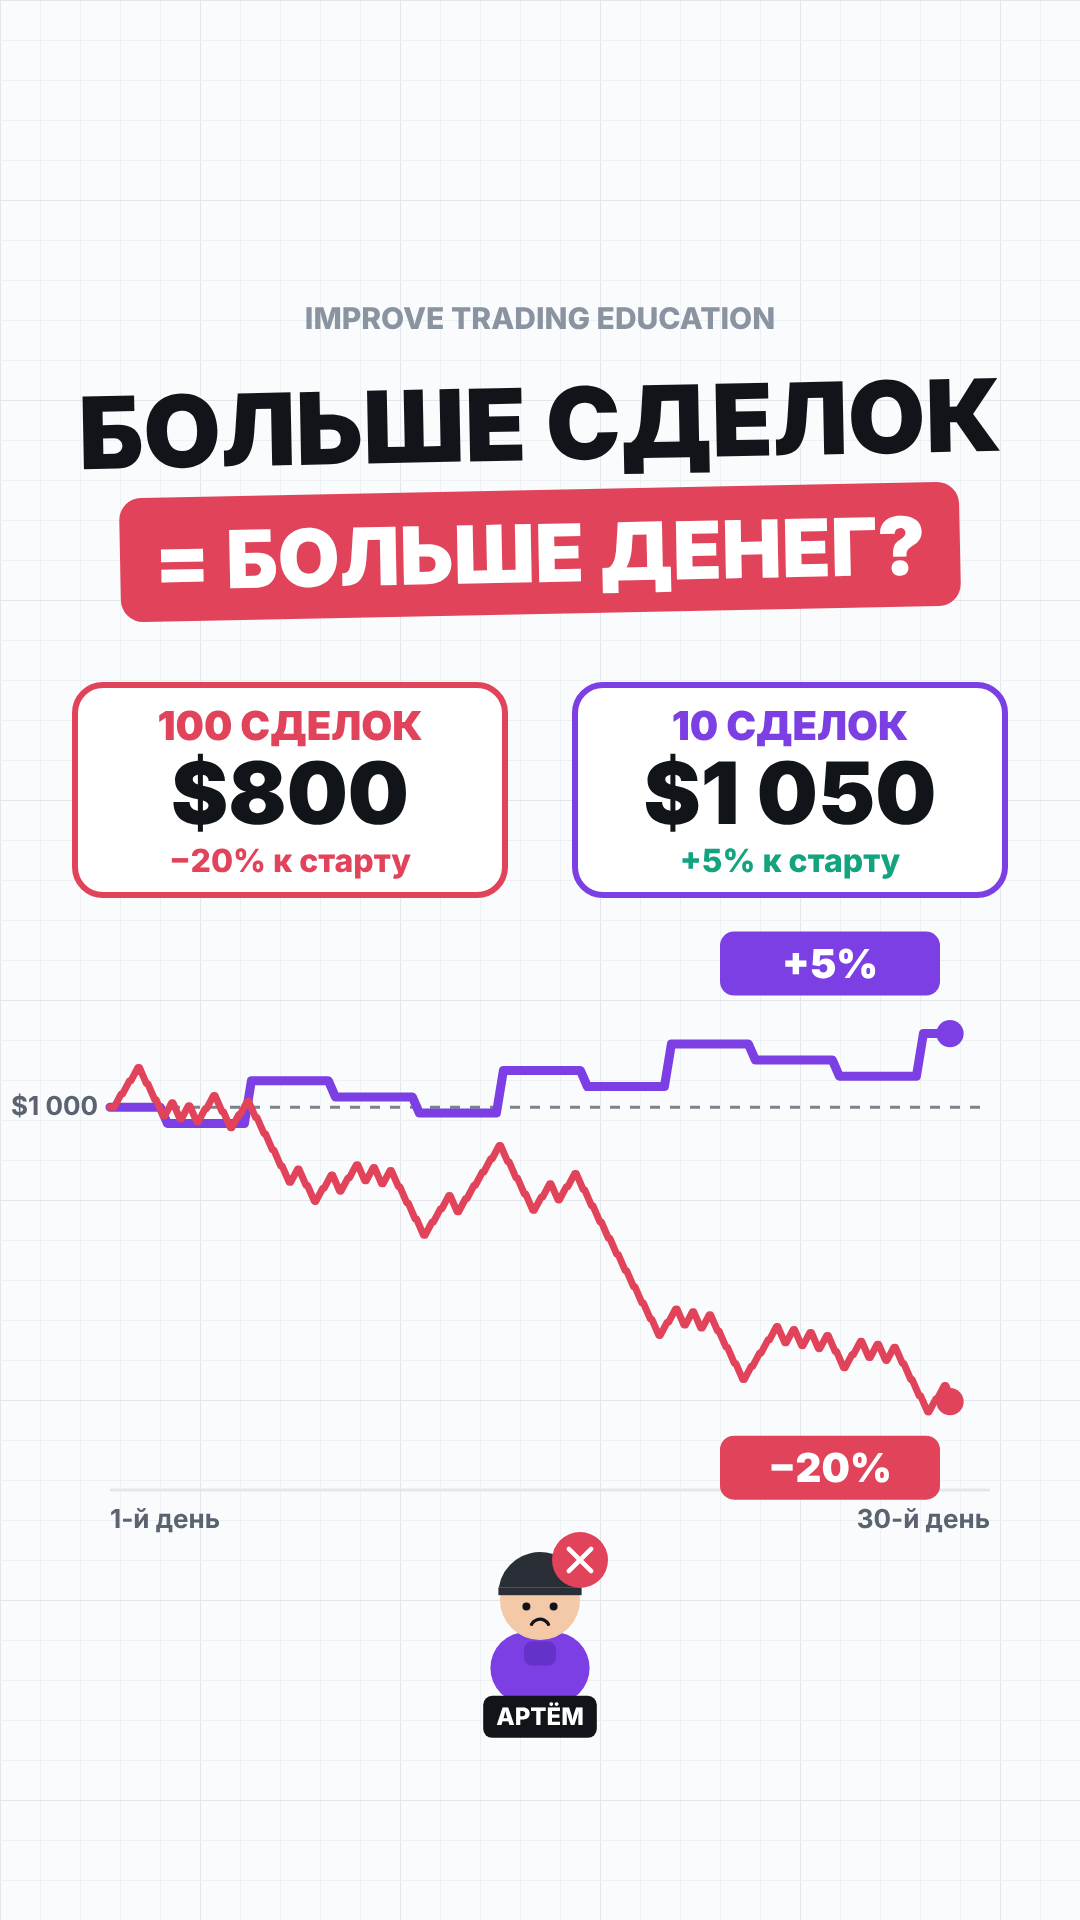 IMPROVE TRADING EDUCATION
БОЛЬШЕ СДЕЛОК
= БОЛЬШЕ ДЕНЕГ?
100 СДЕЛОК
$800
−20% к старту
10 СДЕЛОК
$1 050
+5% к старту
+5%
$1 000
−20%
1-й день
30-й день
АРТЁМ